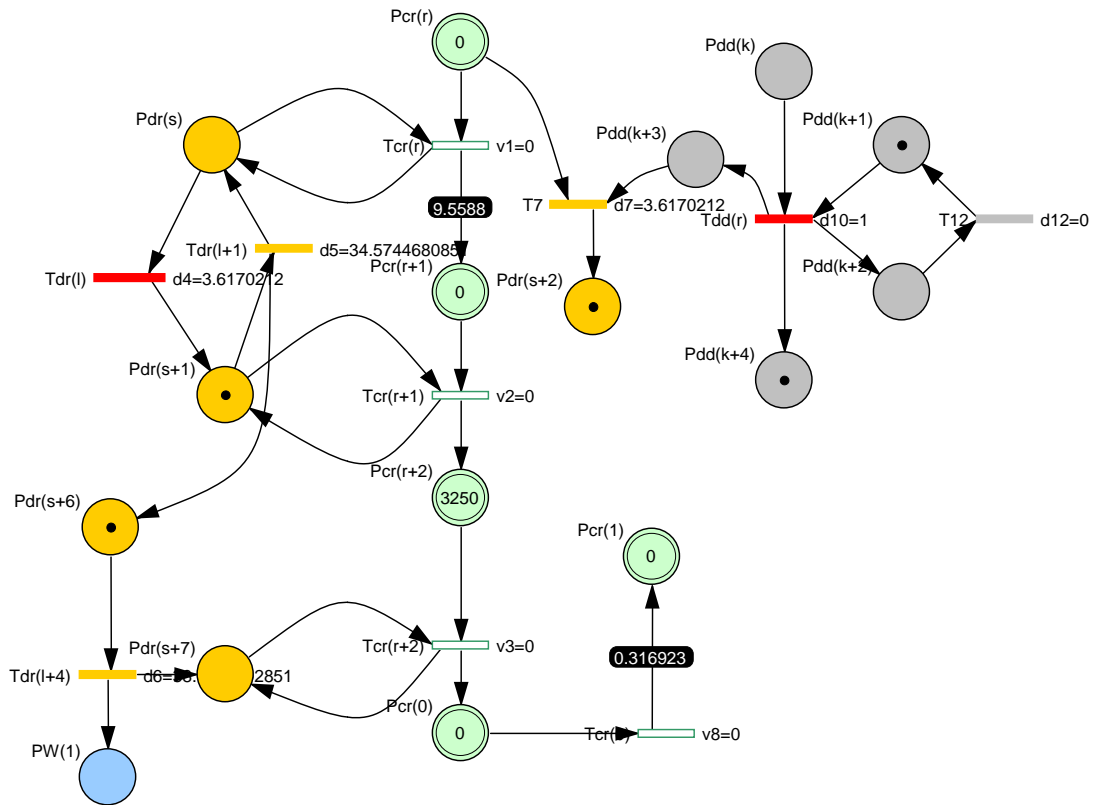 Pcr(r)
0
Pdd(k)
Pdr(s)
Pdd(k+3)
Pdd(k+1)
Tcr(r)
v1=0
9.5588
T7
d7=3.6170212
Tdd(r)
d10=1
T12
d12=0
Tdr(l+1)
d5=34.574468085
Pcr(r+1)
0
Pdr(s+2)
Pdd(k+2)
Tdr(l)
d4=3.6170212
Pdr(s+1)
Pdd(k+4)
Tcr(r+1)
v2=0
Pcr(r+2)
3250
Pdr(s+6)
Pcr(1)
0
Pdr(s+7)
Tcr(r+2)
v3=0
0.316923
Tdr(l+4)
2851
Pcr(0)
0
v8=0
PW(1)